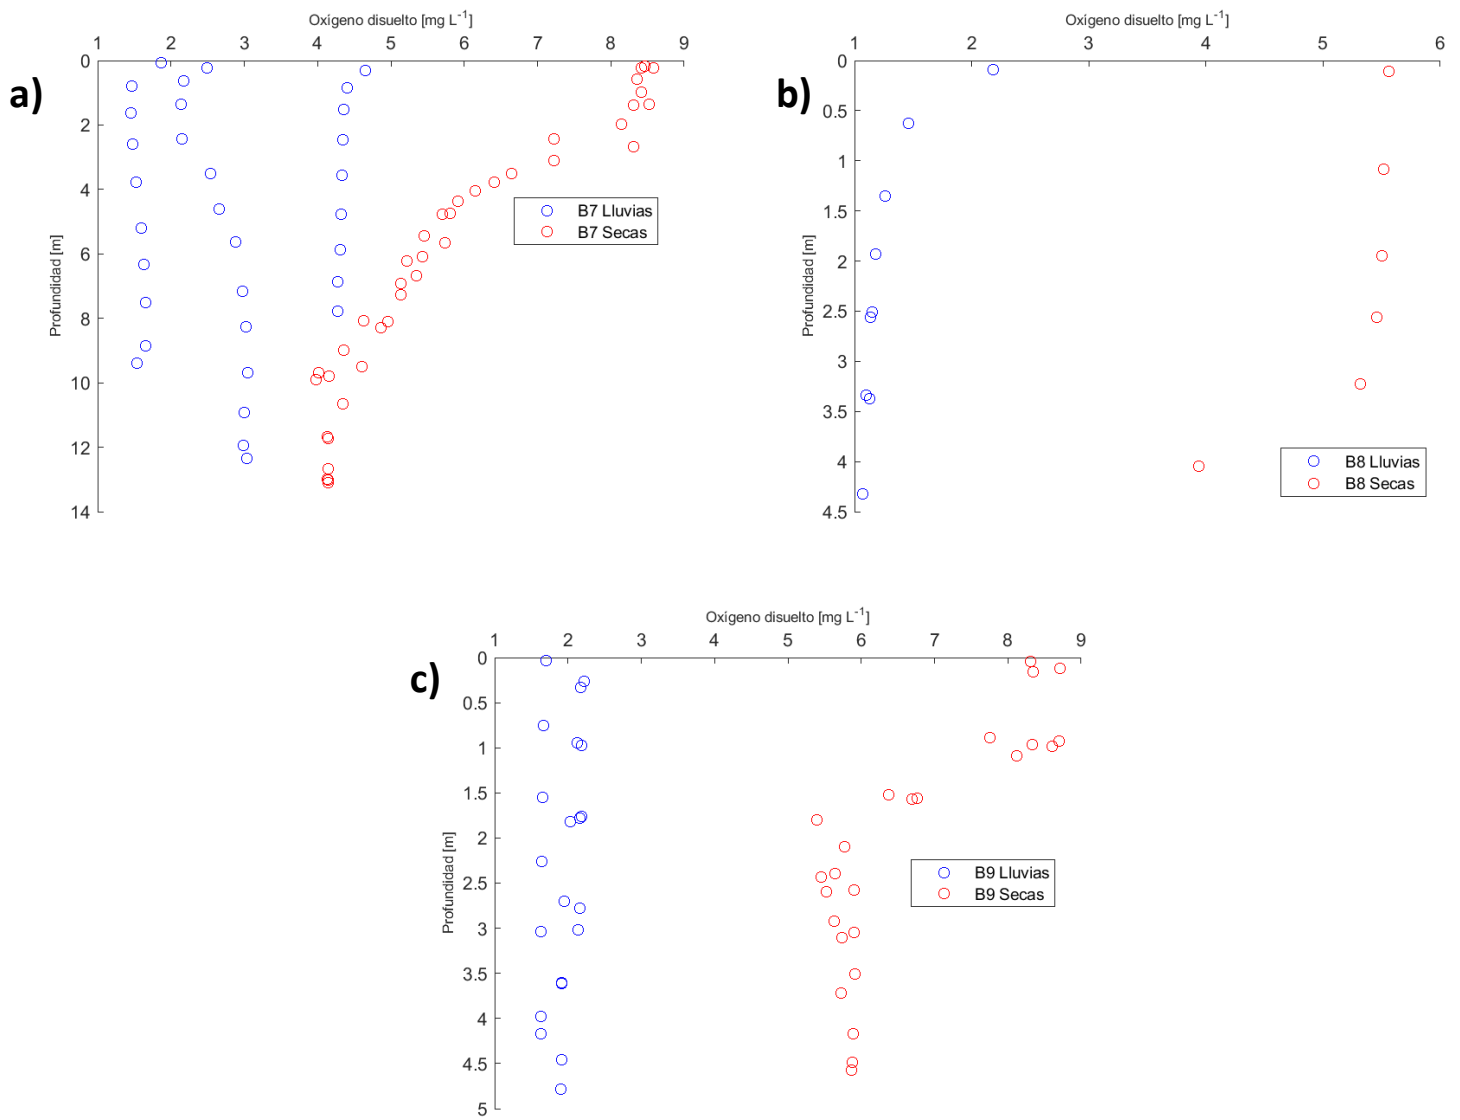 Oxigeno disuelto [mg L-1]
1 2 3 4 5 6 7 8 9
a)
0
2
4
6
8
10
12
14
Profundidad [m]
B7 Lluvias
B7 Secas
Oxigeno disuelto [mg L-1]
1 2 3 4 5 6
b)
0
0.5
1
1.5
2
2.5
3
3.5
4
4.5
Profundidad [m]
B8 Lluvias
B8 Secas
Oxigeno disuelto [mg L-1]
1 2 3 4 5 6 7 8 9
c)
0
0.5
1
1.5
2
2.5
3
3.5
4
4.5
5
Profundidad [m]
B9 Lluvias
B9 Secas